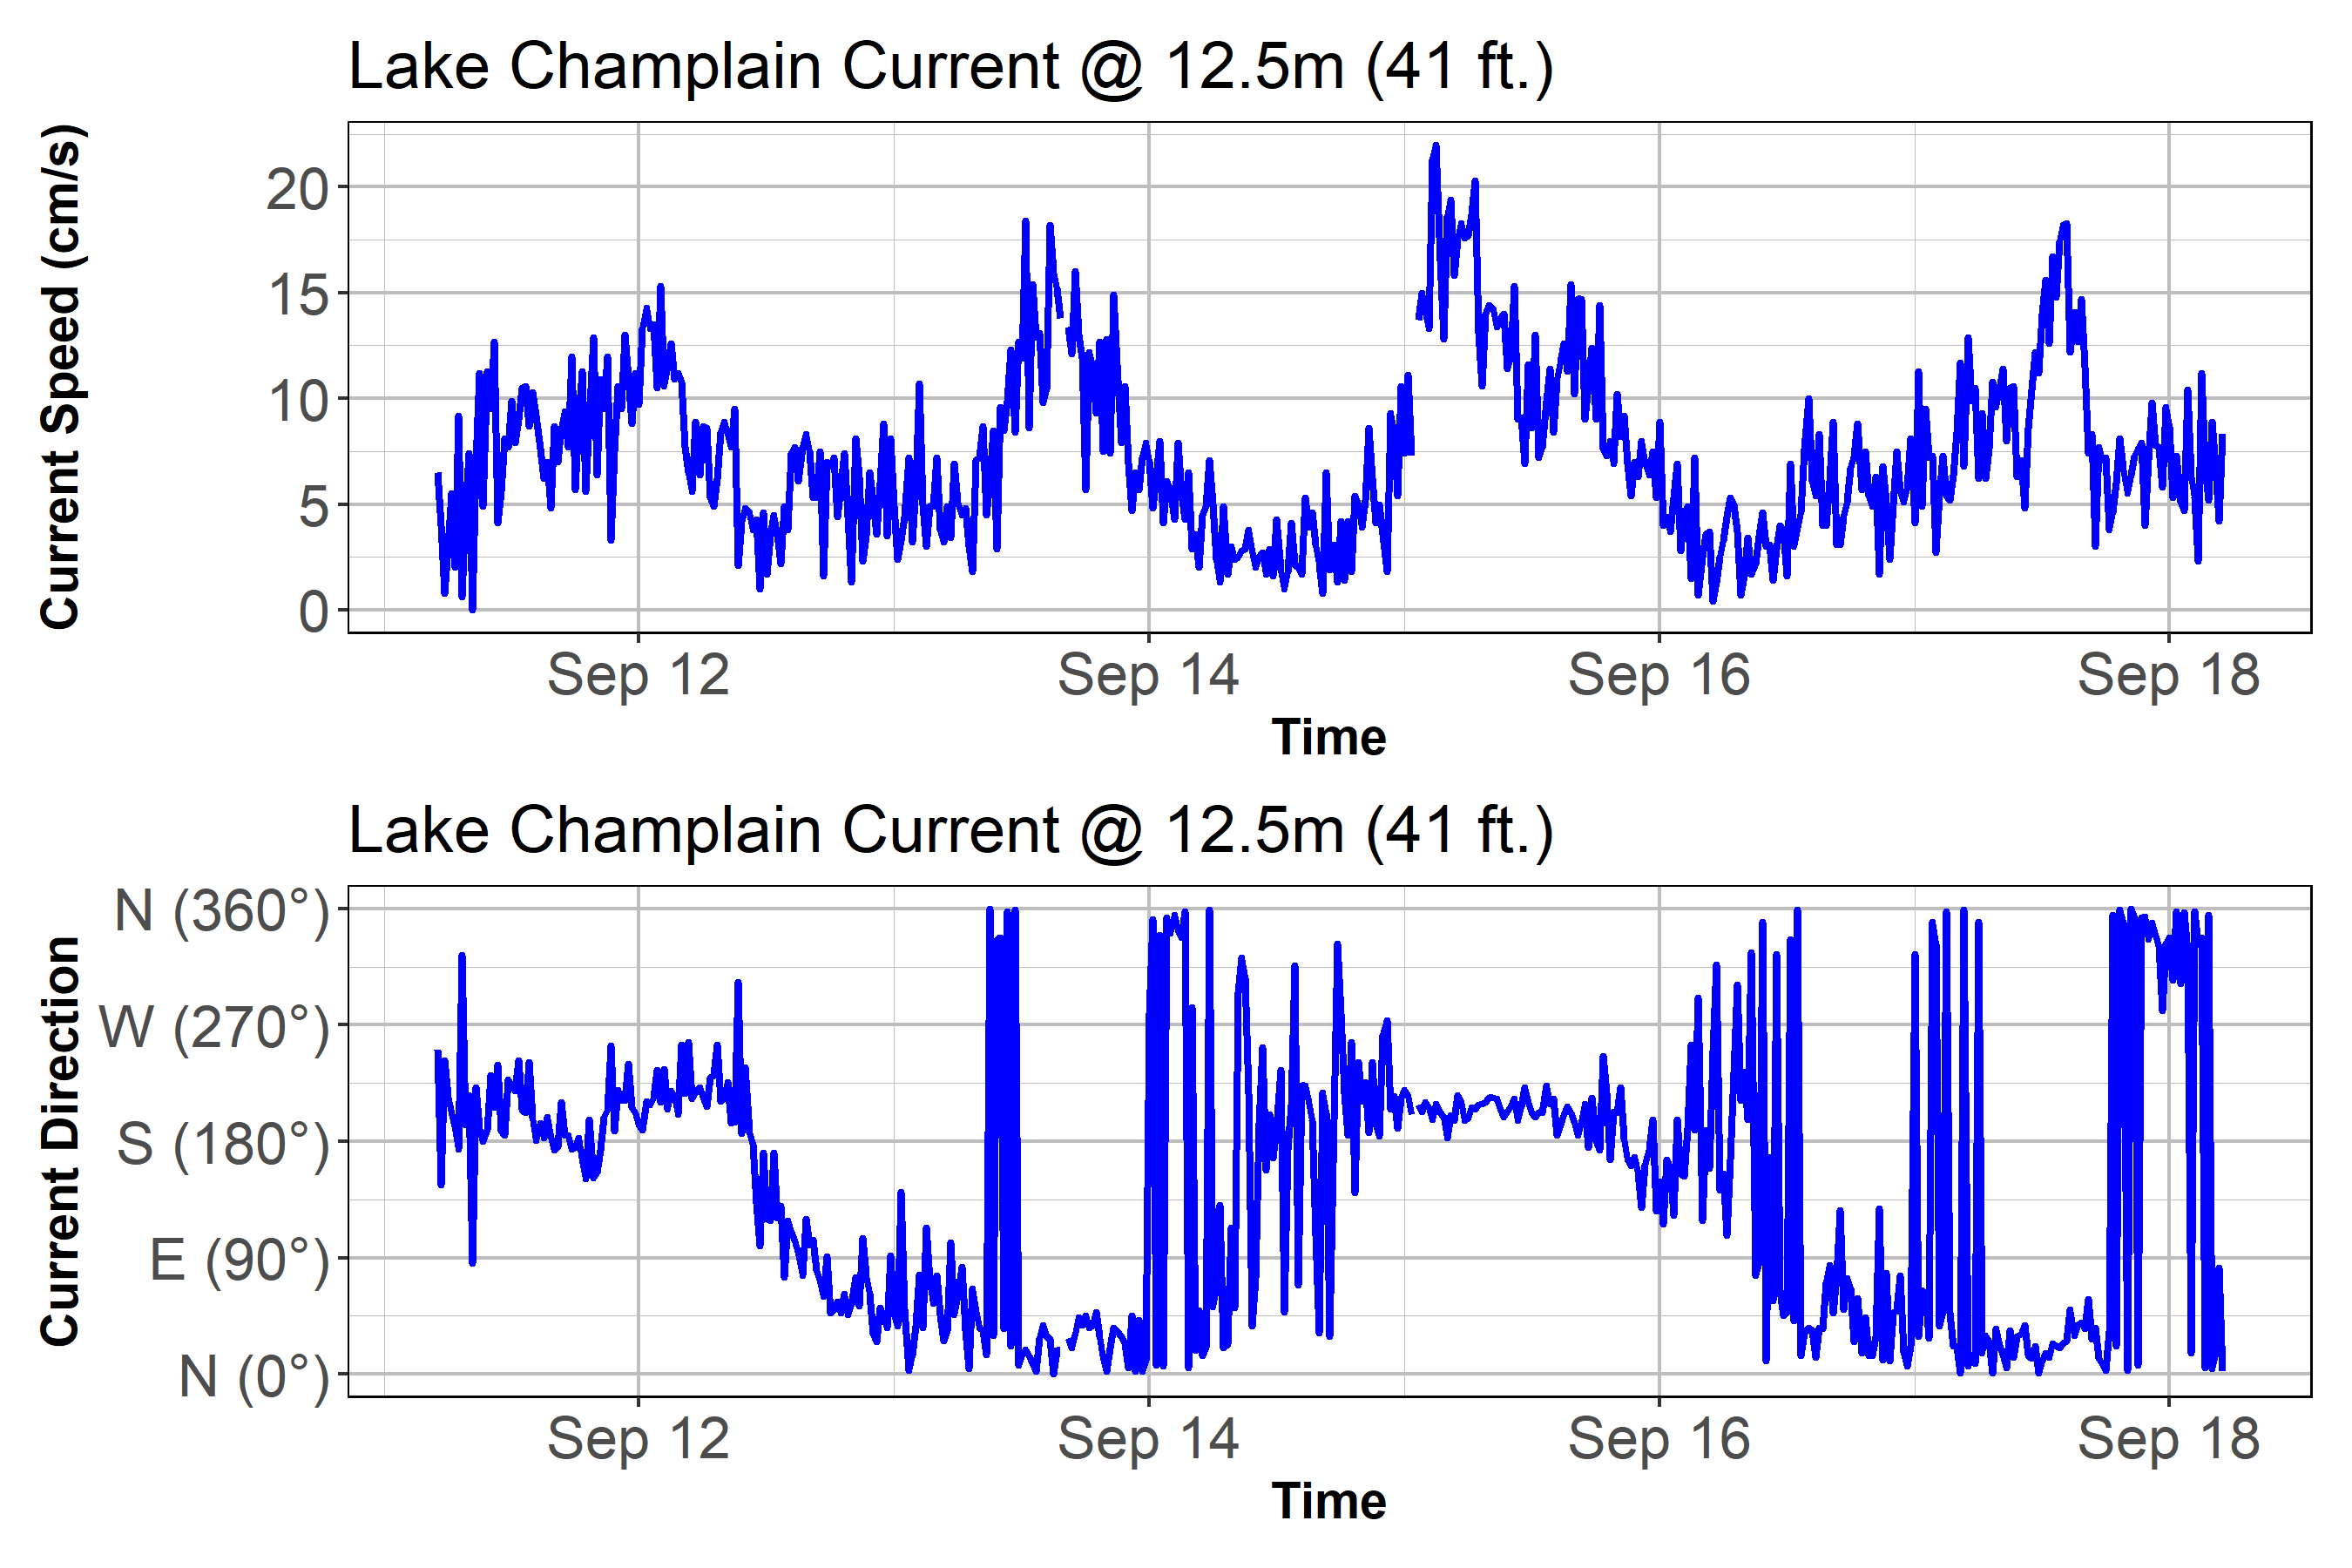 Lake Champlain Current @ 12.5m (41 ft.)
Current Speed (cm/s)
20
15
10
5
0
Sep 12 Sep 14 Sep 16 Sep 18
Time
Lake Champlain Current @ 12.5m (41 ft.)
Current Direction
N (360°)
W (270°)
S (180°)
E (90°)
N (0°)
Sep 12 Sep 14 Sep 16 Sep 18
Time